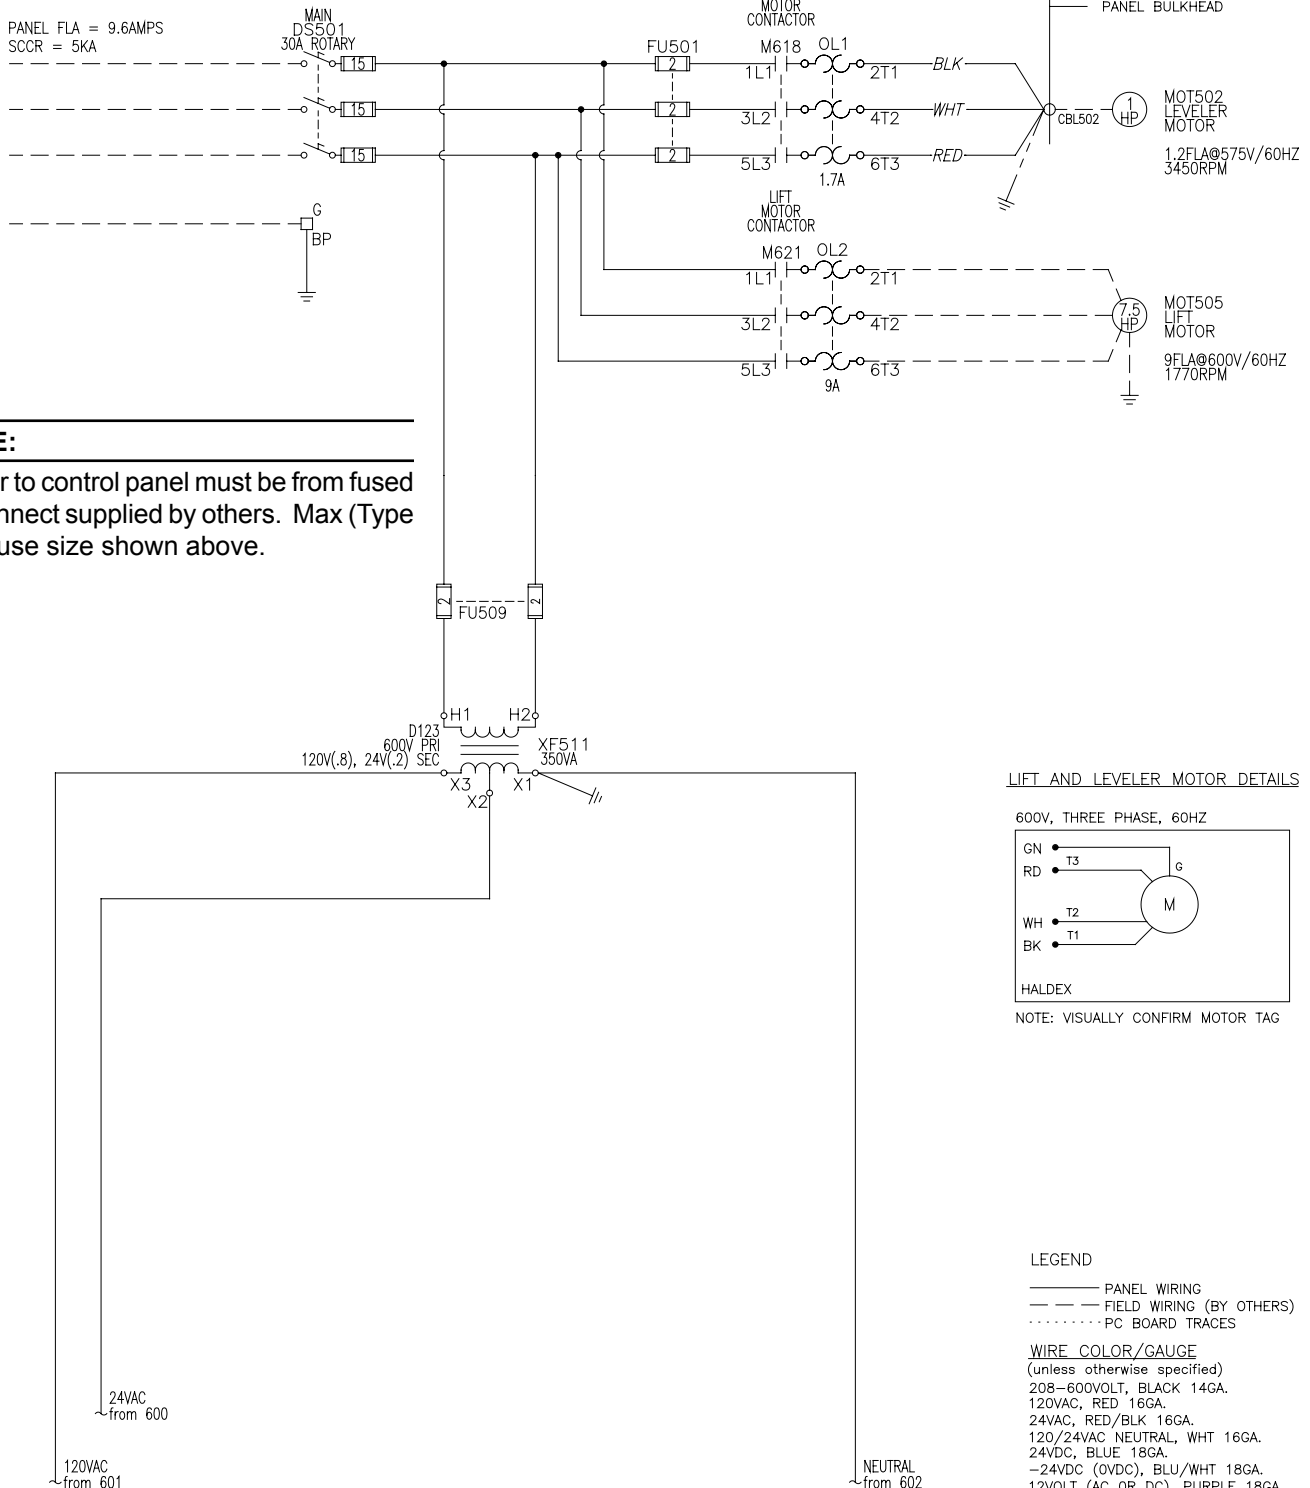 PANEL FLA = 9.6AMPS
SCCR = 5KA
MAIN
DS501
30A ROTARY
15
15
15
G
BP
FU501
2
2
2
MOTOR
CONTACTOR
M618
OL1
1L1
2T1
BLK
3L2
4T2
WHT
5L3
6T3
RED
1.7A
PANEL BULKHEAD
CBL502
1
HP
MOT502
LEVELER
MOTOR
1.2FLA@575V/60HZ
3450RPM
LIFT
MOTOR
CONTACTOR
M621
OL2
1L1
2T1
3L2
4T2
5L3
6T3
9A
7.5
HP
MOT505
LIFT
MOTOR
9FLA@600V/60HZ
1770RPM
E:
r to control panel must be from fused
nnect supplied by others. Max (Type
use size shown above.
2
2
FU509
H1
H2
D123
600V PRI
120V(.8), 24V(.2) SEC
XF511
350VA
X3
X2
X1
LIFT AND LEVELER MOTOR DETAILS
600V, THREE PHASE, 60HZ
GN
RD
T3
G
M
WH
T2
BK
T1
HALDEX
NOTE: VISUALLY CONFIRM MOTOR TAG
LEGEND
PANEL WIRING
FIELD WIRING (BY OTHERS)
PC BOARD TRACES
WIRE COLOR/GAUGE
(unless otherwise specified)
208-600VOLT, BLACK 14GA.
120VAC, RED 16GA.
24VAC, RED/BLK 16GA.
120/24VAC NEUTRAL, WHT 16GA.
24VDC, BLUE 18GA.
-24VDC (0VDC), BLU/WHT 18GA.
12VOLT (AC OR DC), PURPLE 18GA
24VAC
from 600
120VAC
from 601
NEUTRAL
from 602